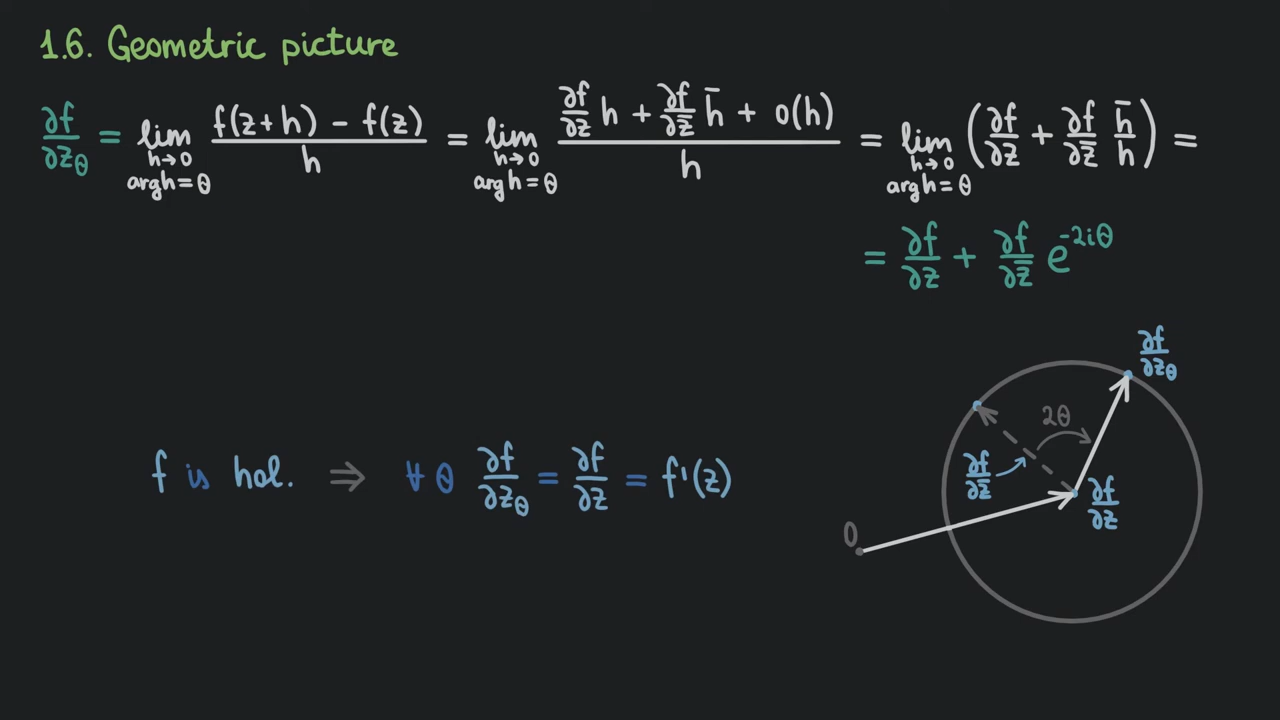 1.6. Geometric picture
∂f/∂z_θ = lim_{h→0, arg h = θ} (f(z+h) − f(z))/h = lim_{h→0, arg h = θ} (∂f/∂z h + ∂f/∂z̄ h̄ + o(h))/h = lim_{h→0, arg h = θ} (∂f/∂z + ∂f/∂z̄ h̄/h) =
= ∂f/∂z + ∂f/∂z̄ e^{-2iθ}
∂f/∂z_θ
2θ
∂f/∂z̄
∂f/∂z
0
f is hol. ⇒ ∀ θ ∂f/∂z_θ = ∂f/∂z = f'(z)